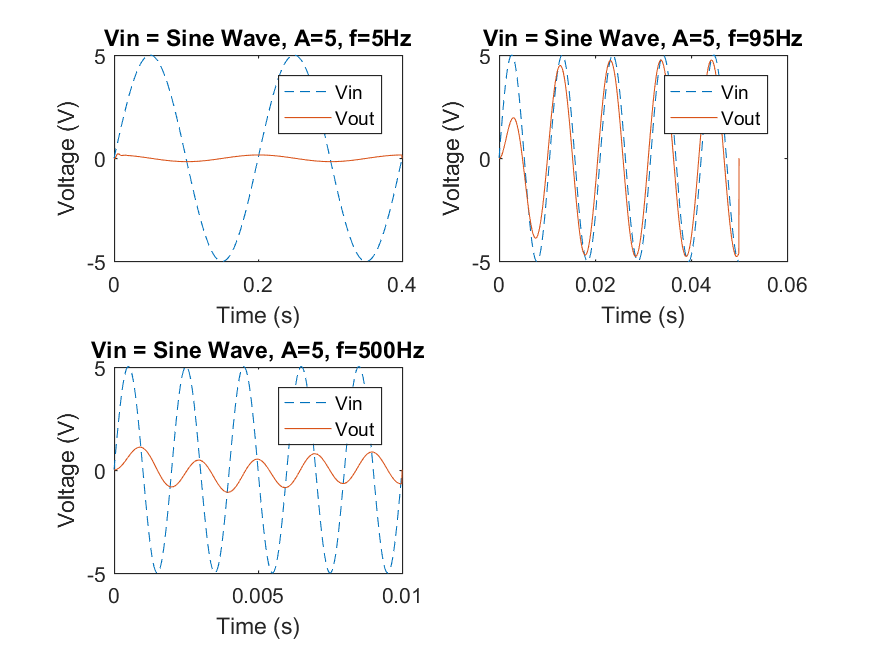 Vin = Sine Wave, A=5, f=5Hz
5
0
-5
Voltage (V)
Vin
Vout
0
0.2
0.4
Time (s)
Vin = Sine Wave, A=5, f=95Hz
5
0
-5
Voltage (V)
Vin
Vout
0
0.02
0.04
0.06
Time (s)
Vin = Sine Wave, A=5, f=500Hz
5
0
-5
Voltage (V)
Vin
Vout
0
0.005
0.01
Time (s)